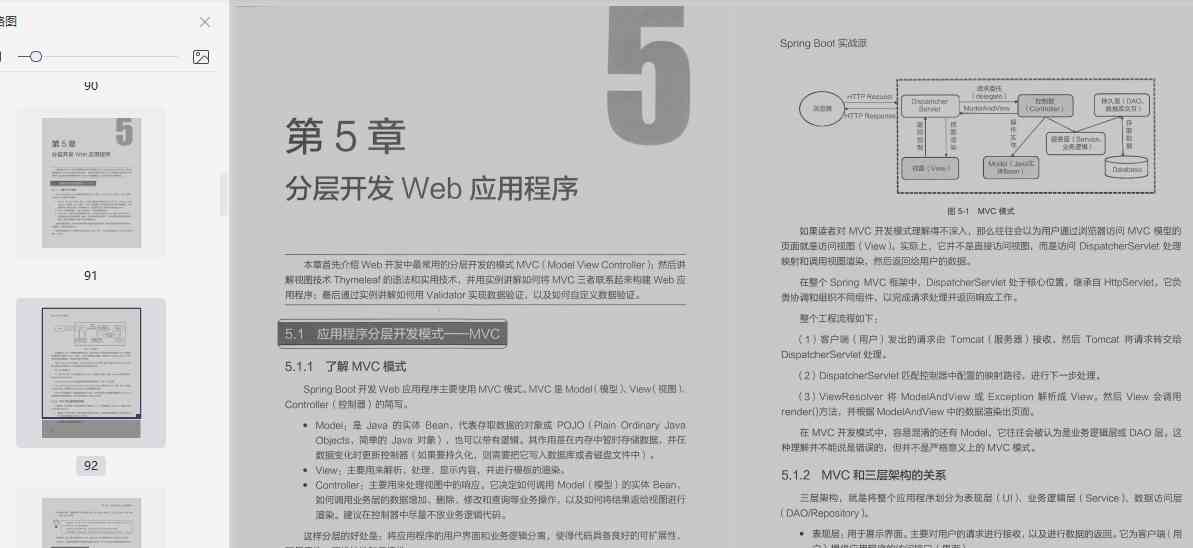 络图
90
91
92
5
第 5 章
分层开发 Web 应用程序
本章首先介绍 Web 开发中最常用的分层开发的模式 MVC（Model View Controller）；然后讲
解视图技术 Thymeleaf 的语法和实用技术，并用实例讲解如何将 MVC 三者联系起来构建 Web 应
用程序；最后通过实例讲解如何用 Validator 实现数据验证，以及如何自定义数据验证。
5.1 应用程序分层开发模式——MVC
5.1.1 了解 MVC 模式
Spring Boot 开发 Web 应用程序主要使用 MVC 模式。MVC 是 Model（模型）、View（视图）、
Controller（控制器）的简写。
• Model：是 Java 的实体 Bean，代表存取数据的对象或 POJO（Plain Ordinary Java
Objects，简单的 Java 对象），也可以带有逻辑。其作用是在内存中暂时存储数据，并在
数据变化时更新控制器（如果要持久化，则需要把它写入数据库或者磁盘文件中）。
• View：主要用来解析、处理、显示内容，并进行模板的渲染。
• Controller：主要用来处理视图中的响应。它决定如何调用 Model（模型）的实体 Bean、
如何调用业务层的数据增加、删除、修改和查询等业务操作，以及如何将结果返给视图进行
渲染。建议在控制器中尽量不放业务逻辑代码。
这样分层的好处是：将应用程序的用户界面和业务逻辑分离，使得代码具备良好的可扩展性、
Spring Boot 实战派
浏览器
HTTP Request
HTTP Response
Dispatcher
Servlet
请求委托
（delegate）
ModelAndView
控制器
（Controller）
持久层（DAO、
数据库交互）
服务层（Service、
业务逻辑）
视图（View）
Model（Java实
体Bean）
存取数据
Database
图 5-1 MVC 模式
如果读者对 MVC 开发模式理解得不深入，那么往往会以为用户通过浏览器访问 MVC 模型的
页面就是访问视图（View）。实际上，它并不是直接访问视图，而是访问 DispatcherServlet 处理
映射和调用视图渲染，然后返回给用户的数据。
在整个 Spring MVC 框架中，DispatcherServlet 处于核心位置，继承自 HttpServlet。它负
责协调和组织不同组件，以完成请求处理并返回响应工作。
整个工程流程如下：
（1）客户端（用户）发出的请求由 Tomcat（服务器）接收，然后 Tomcat 将请求转交给
DispatcherServlet 处理。
（2）DispatcherServlet 匹配控制器中配置的映射路径，进行下一步处理。
（3）ViewResolver 将 ModelAndView 或 Exception 解析成 View。然后 View 会调用
render()方法，并根据 ModelAndView 中的数据渲染出页面。
在 MVC 开发模式中，容易混淆的还有 Model，它往往会被认为是业务逻辑层或 DAO 层。这
种理解并不能说是错误的，但并不是严格意义上的 MVC 模式。
5.1.2 MVC 和三层架构的关系
三层架构，就是将整个应用程序划分为表现层（UI）、业务逻辑层（Service）、数据访问层
（DAO/Repository）。
• 表现层：用于展示界面。主要对用户的请求进行接收，以及进行数据的返回。它为客户端（用